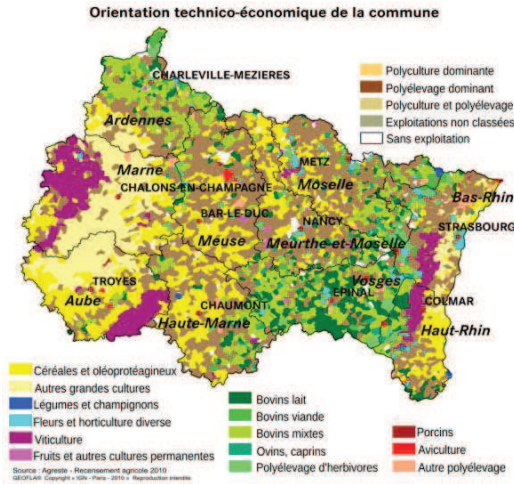 Orientation technico-économique de la commune
CHARLEVILLE-MEZIERES
Polyculture dominante
Polyélevage dominant
Polyculture et polyélevage
Exploitations non classées
Sans exploitation
Ardennes
Marne
METZ
Moselle
CHALONS-EN-CHAMPAGNE
Bas-Rhin
BAR-LE-DUC
NANCY
STRASBOURG
Meuse
Meurthe-et-Moselle
TROYES
Vosges
EPINAL
Aube
CHAUMONT
COLMAR
Haute-Marne
Haut-Rhin
Céréales et oléoprotéagineux
Autres grandes cultures
Légumes et champignons
Fleurs et horticulture diverse
Viticulture
Fruits et autres cultures permanentes
Bovins lait
Bovins viande
Bovins mixtes
Ovins, caprins
Polyélevage d'herbivores
Porcins
Aviculture
Autre polyélevage
Source : Agreste - Recensement agricole 2010
GEOFLA® Copyright « IGN - Paris - 2010 » Reproduction interdite